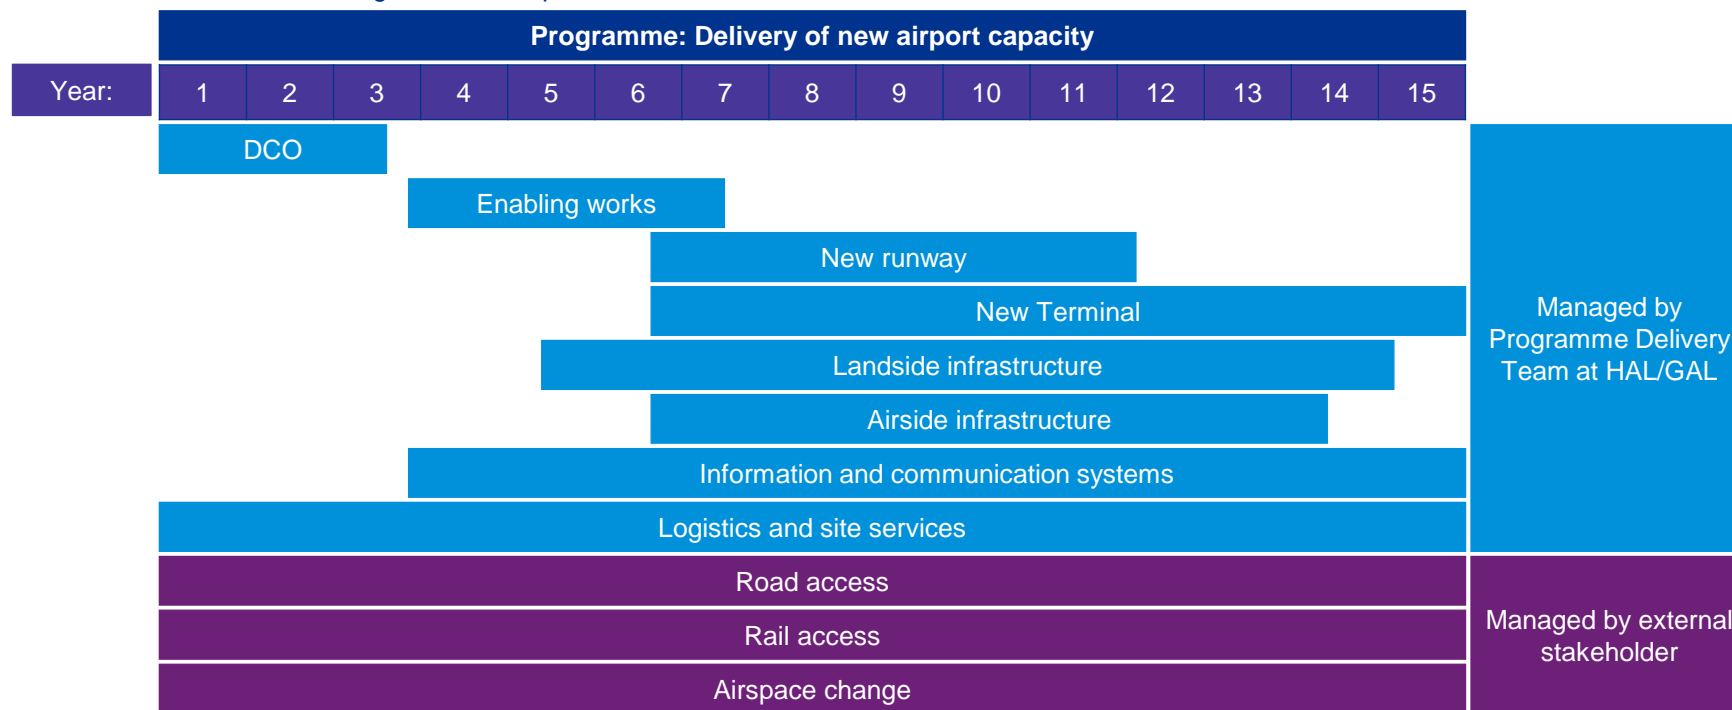 Programme: Delivery of new airport capacity
Year: 1 2 3 4 5 6 7 8 9 10 11 12 13 14 15
DCO
Enabling works
New runway
New Terminal
Landside infrastructure
Airside infrastructure
Information and communication systems
Logistics and site services
Managed by
Programme Delivery
Team at HAL/GAL
Road access
Rail access
Airspace change
Managed by external
stakeholder